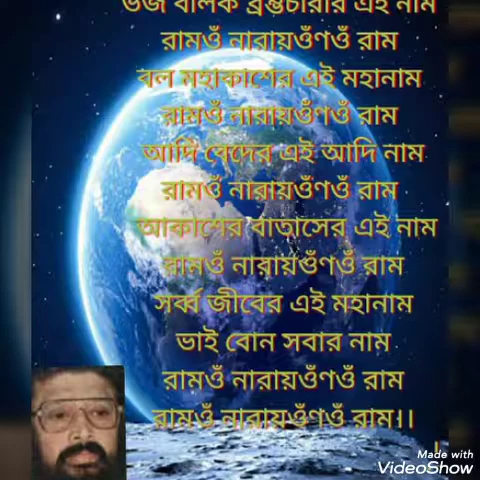 ভজ বালক ব্রহ্মচারীর এই নাম
রামওঁ নারায়ওঁণওঁ রাম
বল মহাকাশের এই মহানাম
রামওঁ নারায়ওঁণওঁ রাম
আদি বেদের এই আদি নাম
রামওঁ নারায়ওঁণওঁ রাম
আকাশের বাতাসের এই নাম
রামওঁ নারায়ওঁণওঁ রাম
সর্ব্ব জীবের এই মহানাম
ভাই বোন সবার নাম
রামওঁ নারায়ওঁণওঁ রাম
রামওঁ নারায়ওঁণওঁ রাম।।
Made with
VideoShow